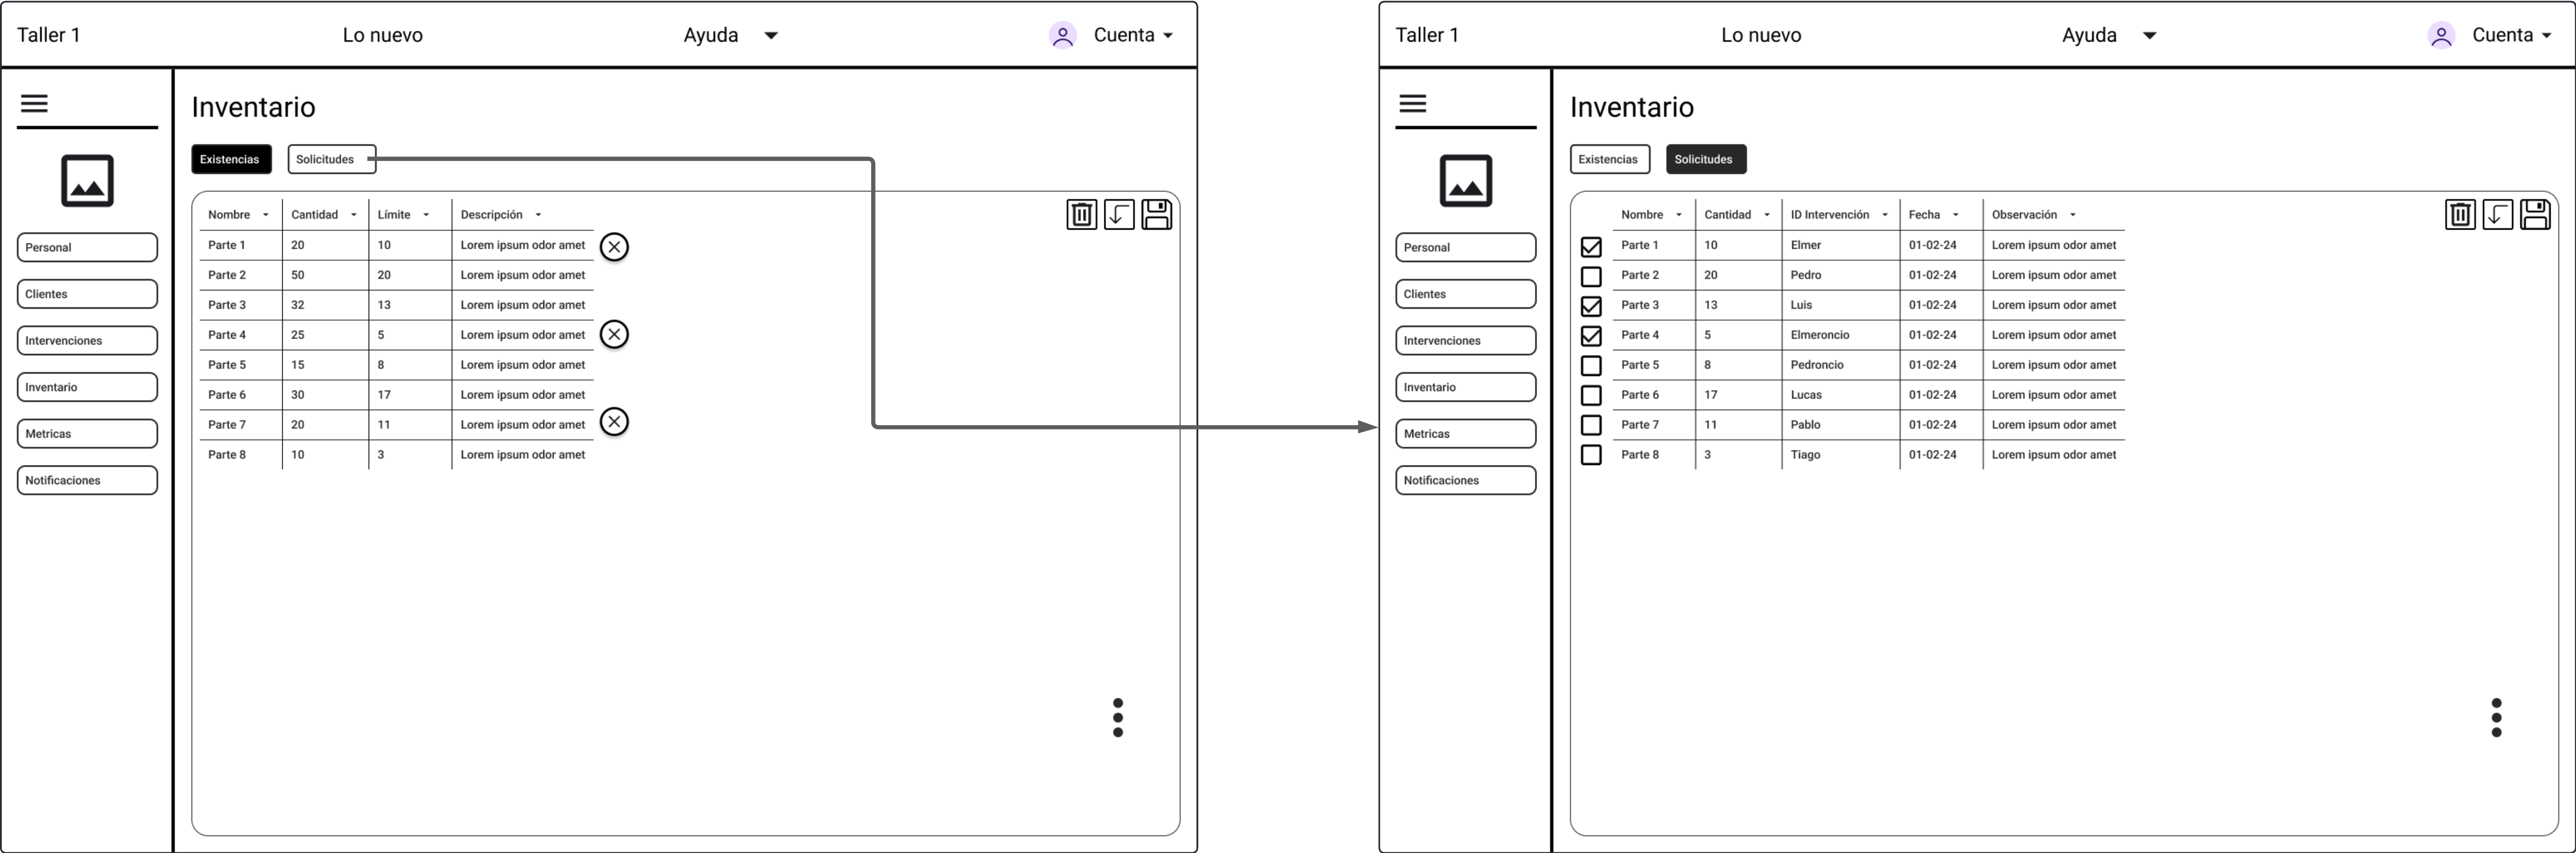 Taller 1 Lo nuevo Ayuda Cuenta
Inventario
Existencias Solicitudes
Personal
Clientes
Intervenciones
Inventario
Metricas
Notificaciones
Nombre Cantidad Límite Descripción
Parte 1 20 10 Lorem ipsum odor amet
Parte 2 50 20 Lorem ipsum odor amet
Parte 3 32 13 Lorem ipsum odor amet
Parte 4 25 5 Lorem ipsum odor amet
Parte 5 15 8 Lorem ipsum odor amet
Parte 6 30 17 Lorem ipsum odor amet
Parte 7 20 11 Lorem ipsum odor amet
Parte 8 10 3 Lorem ipsum odor amet
Taller 1 Lo nuevo Ayuda Cuenta
Inventario
Existencias Solicitudes
Personal
Clientes
Intervenciones
Inventario
Metricas
Notificaciones
Nombre Cantidad ID Intervención Fecha Observación
Parte 1 10 Elmer 01-02-24 Lorem ipsum odor amet
Parte 2 20 Pedro 01-02-24 Lorem ipsum odor amet
Parte 3 13 Luis 01-02-24 Lorem ipsum odor amet
Parte 4 5 Elmeroncio 01-02-24 Lorem ipsum odor amet
Parte 5 8 Pedroncio 01-02-24 Lorem ipsum odor amet
Parte 6 17 Lucas 01-02-24 Lorem ipsum odor amet
Parte 7 11 Pablo 01-02-24 Lorem ipsum odor amet
Parte 8 3 Tiago 01-02-24 Lorem ipsum odor amet